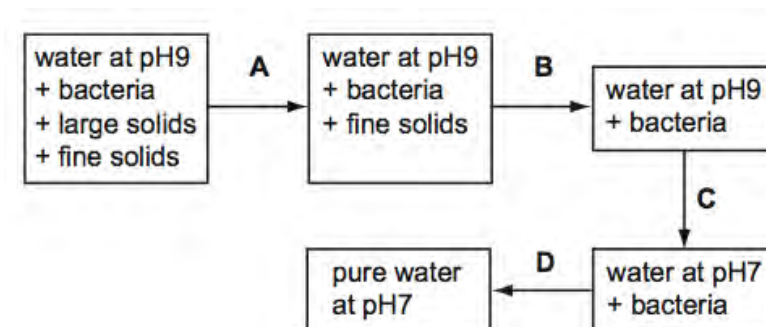 water at pH9
+ bacteria
+ large solids
+ fine solids
A
water at pH9
+ bacteria
+ fine solids
B
water at pH9
+ bacteria
C
water at pH7
+ bacteria
D
pure water
at pH7